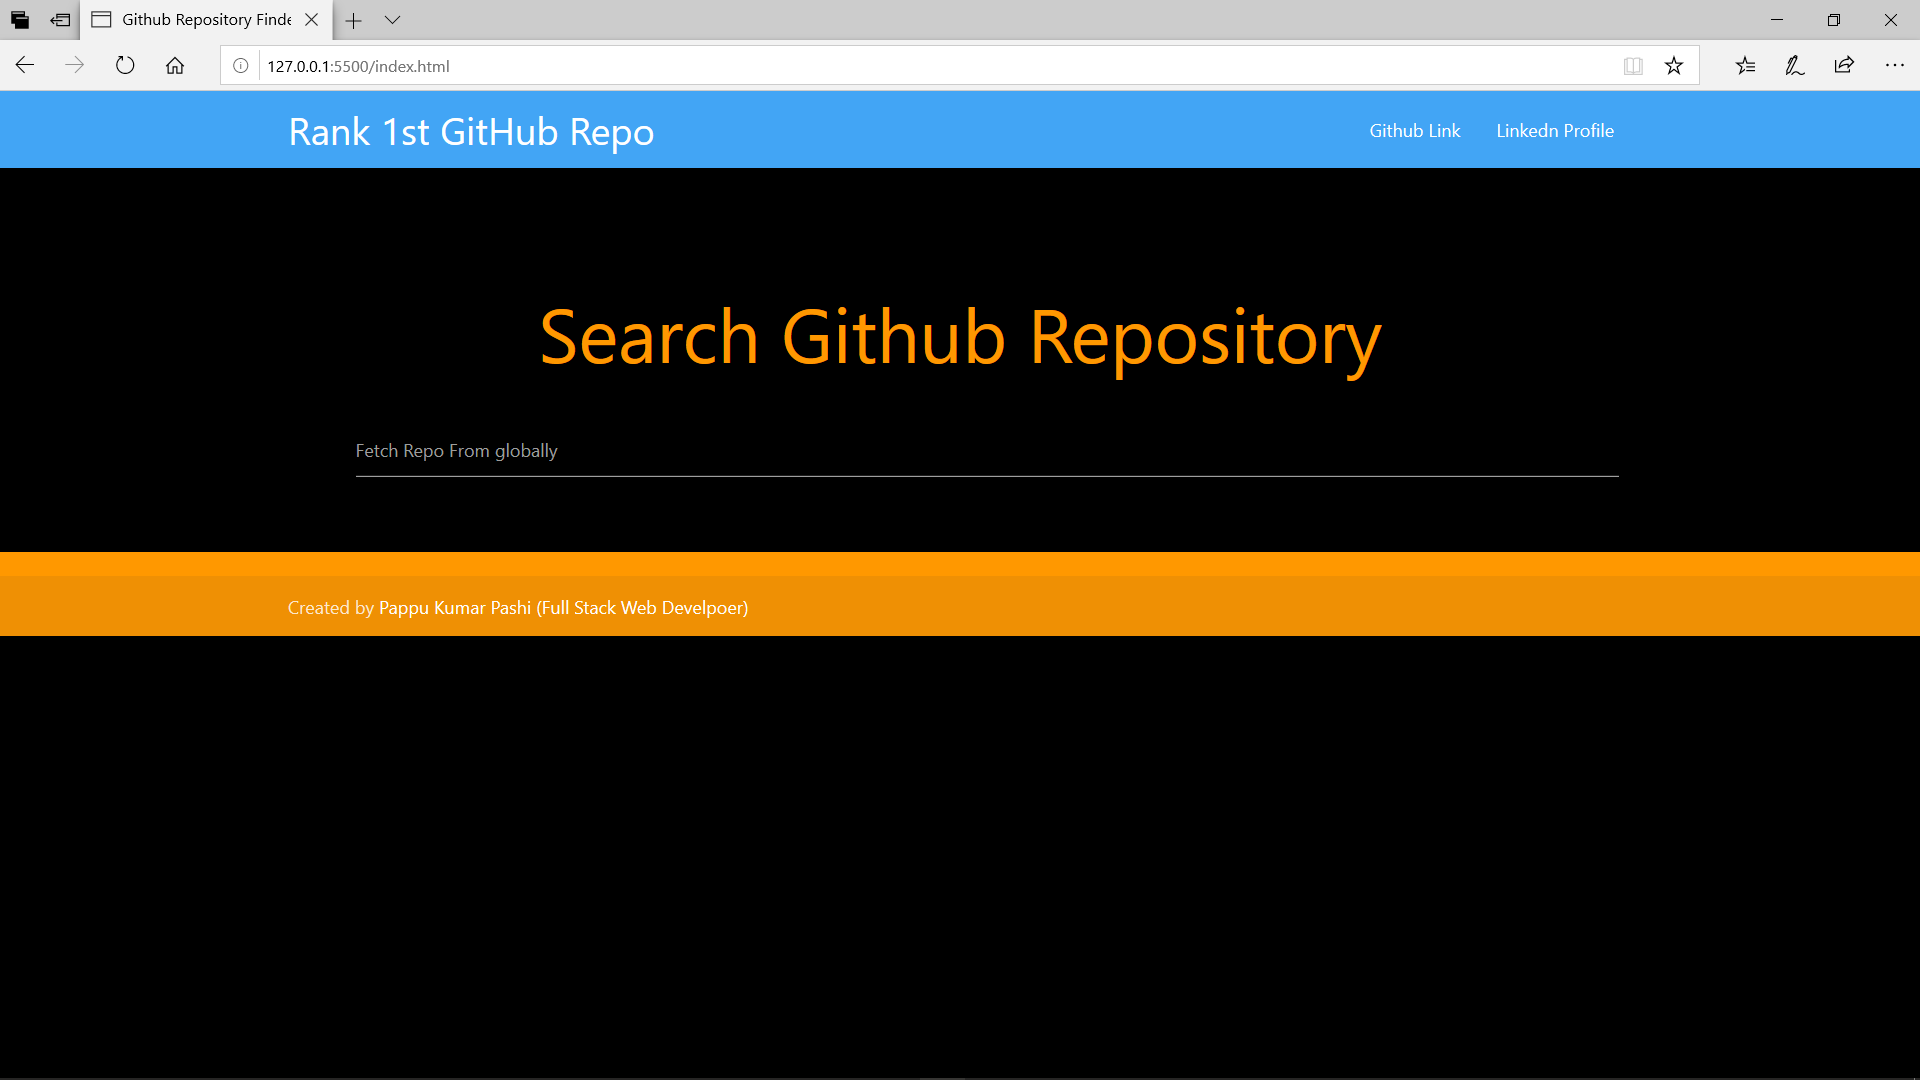 Github Repository Finde
127.0.0.1:5500/index.html
Rank 1st GitHub Repo
Github Link
Linkedn Profile
Search Github Repository
Fetch Repo From globally
Created by Pappu Kumar Pashi (Full Stack Web Develpoer)